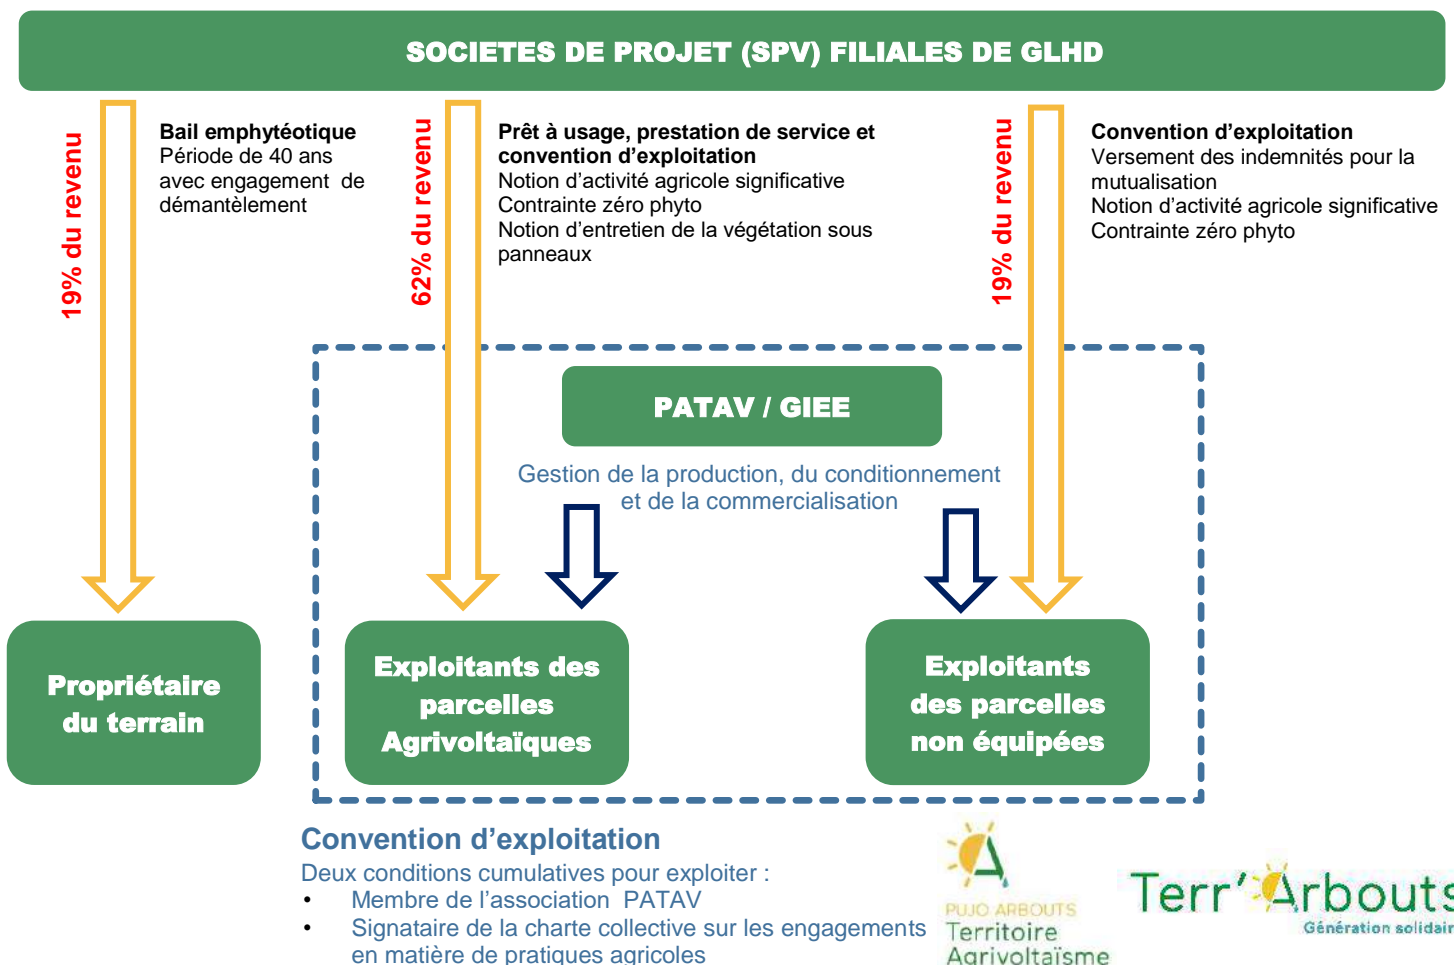 SOCIETES DE PROJET (SPV) FILIALES DE GLHD
19% du revenu
Bail emphytéotique
Période de 40 ans
avec engagement de
démantèlement
62% du revenu
Prêt à usage, prestation de service et
convention d'exploitation
Notion d'activité agricole significative
Contrainte zéro phyto
Notion d'entretien de la végétation sous
panneaux
19% du revenu
Convention d'exploitation
Versement des indemnités pour la
mutualisation
Notion d'activité agricole significative
Contrainte zéro phyto
PATAV / GIEE
Gestion de la production, du conditionnement
et de la commercialisation
Propriétaire
du terrain
Exploitants des
parcelles
Agrivoltaïques
Exploitants
des parcelles
non équipées
Convention d'exploitation
Deux conditions cumulatives pour exploiter :
• Membre de l'association PATAV
• Signataire de la charte collective sur les engagements
en matière de pratiques agricoles
PUJO ARBOUTS
Territoire
Agrivoltaïsme
Terr'Arbouts
Génération solidair